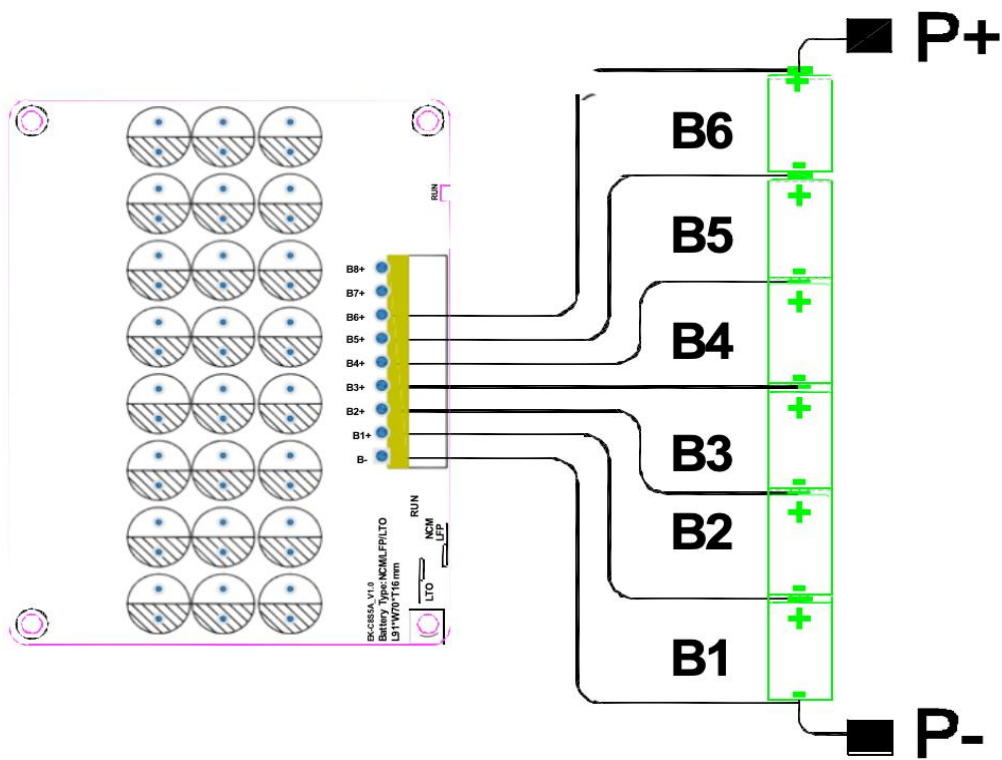 P+
B6
B5
B4
B3
B2
B1
P-
RUN
B8+
B7+
B6+
B5+
B4+
B3+
B2+
B1+
B-
RUN
NCM
LFP
LTO
EK-C8S5A_V1.0
Battery Type:NCM/LFP/LTO
L91*W70*T16 mm
+
-
+
-
+
-
+
-
+
-
+
-